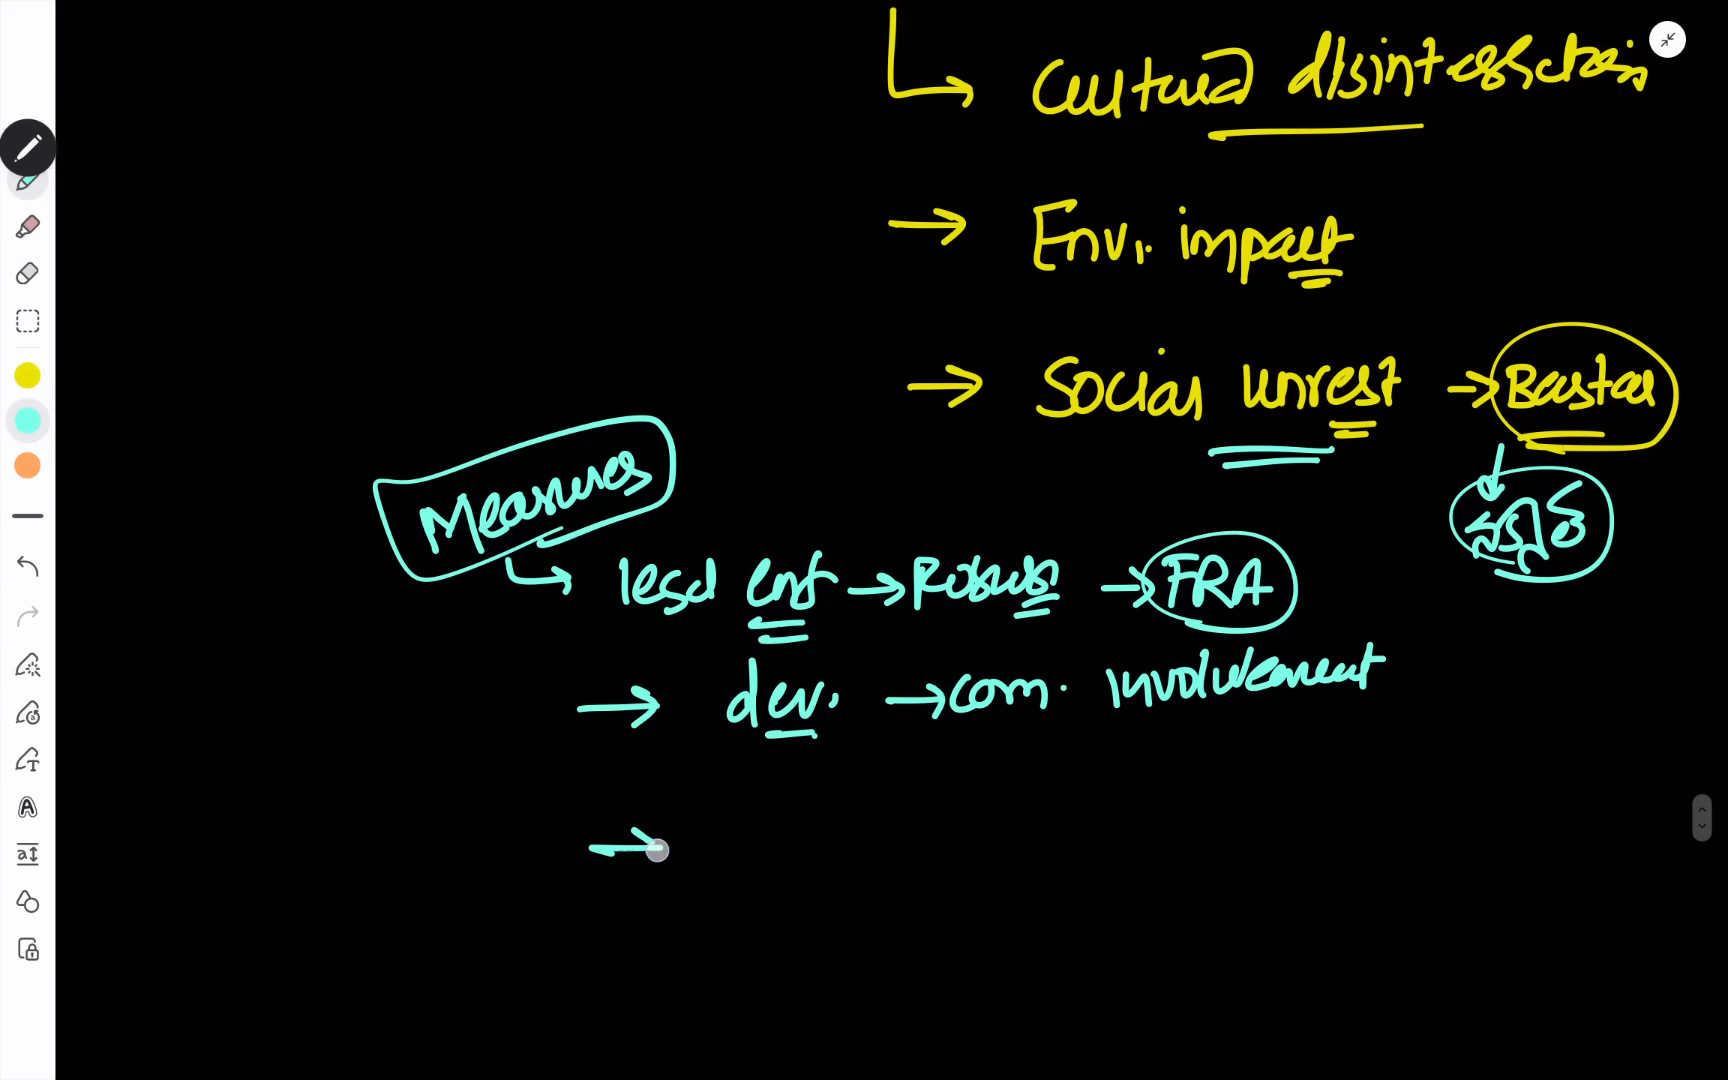 Cultural disintegration
Env. impact
Social unrest → Bastar
Measures
legal enf → Robust → FRA
dev. → com. involvement